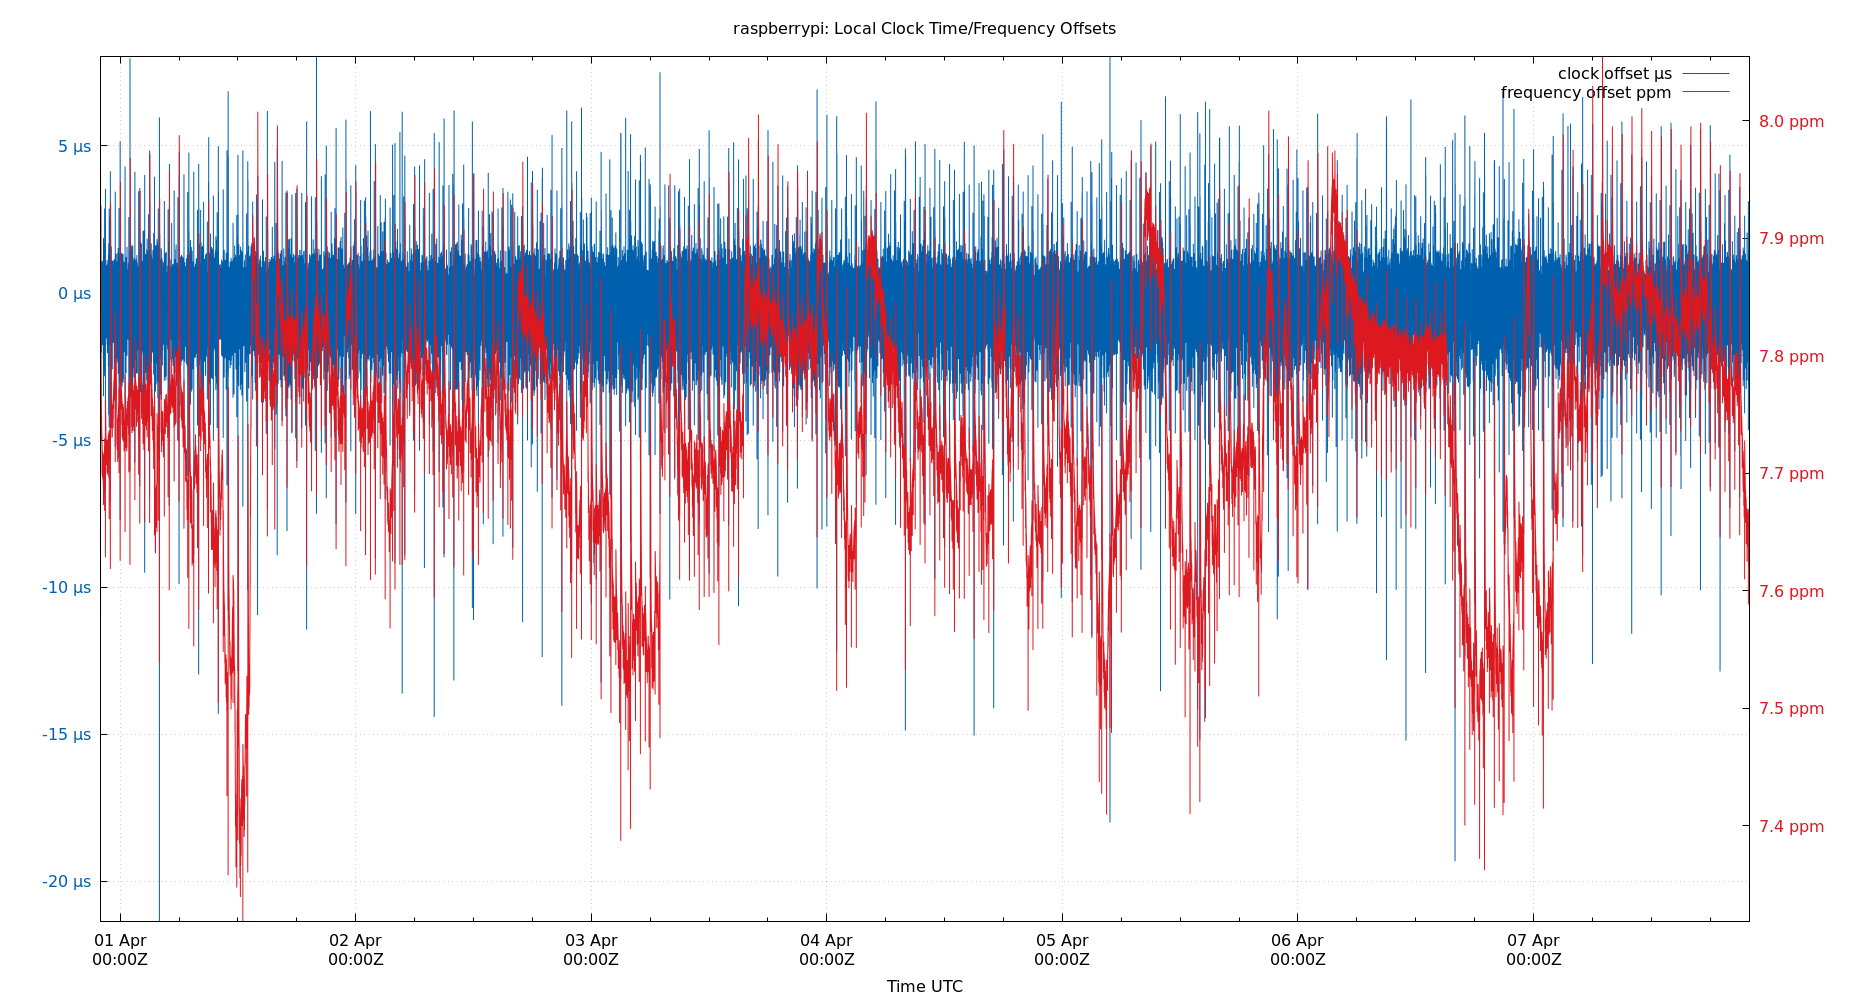 raspberrypi: Local Clock Time/Frequency Offsets
clock offset µs
frequency offset ppm
5 µs
0 µs
-5 µs
-10 µs
-15 µs
-20 µs
8.0 ppm
7.9 ppm
7.8 ppm
7.7 ppm
7.6 ppm
7.5 ppm
7.4 ppm
01 Apr
00:00Z
02 Apr
00:00Z
03 Apr
00:00Z
04 Apr
00:00Z
05 Apr
00:00Z
06 Apr
00:00Z
07 Apr
00:00Z
Time UTC